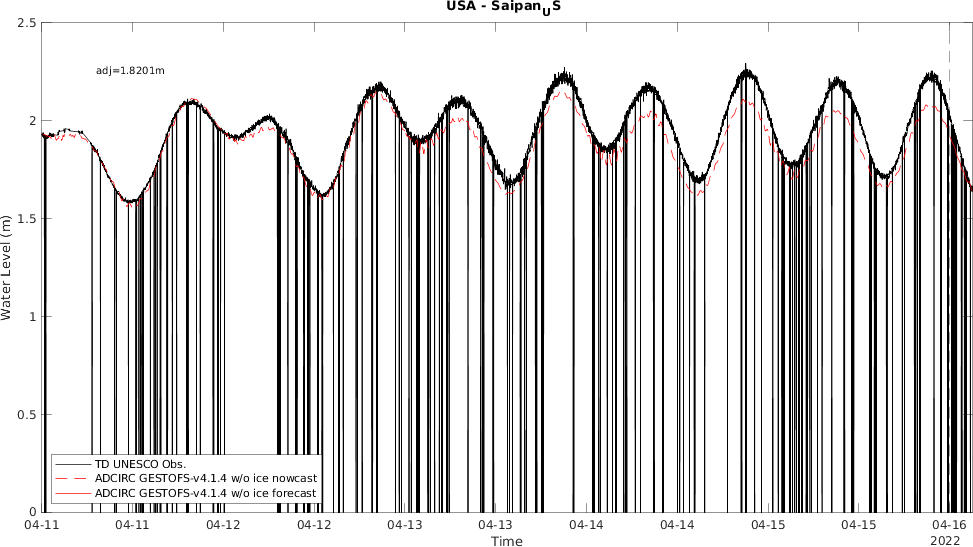 USA - SaipanUS
2.5
adj=1.8201m
2
1.5
Water Level (m)
1
0.5
TD UNESCO Obs.
ADCIRC GESTOFS-v4.1.4 w/o ice nowcast
ADCIRC GESTOFS-v4.1.4 w/o ice forecast
0
04-11 04-11 04-12 04-12 04-13 04-13 04-14 04-14 04-15 04-15 04-16
Time 2022